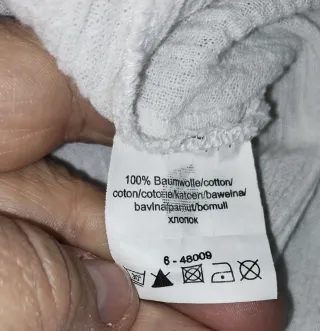 100% Baumwolle/cotton/
coton/cotone/katoen/bawelna/
bavlna/pamut/bomull
хлопок
6 - 48009